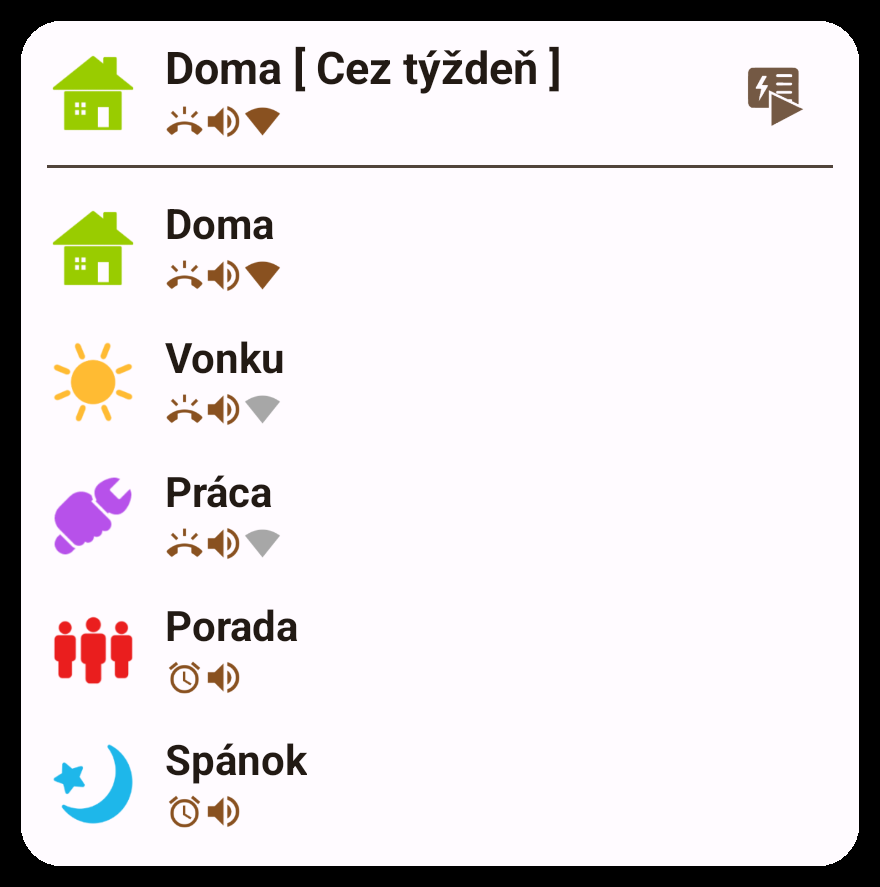 Doma [ Cez týždeň ]
Doma
Vonku
Práca
Porada
Spánok